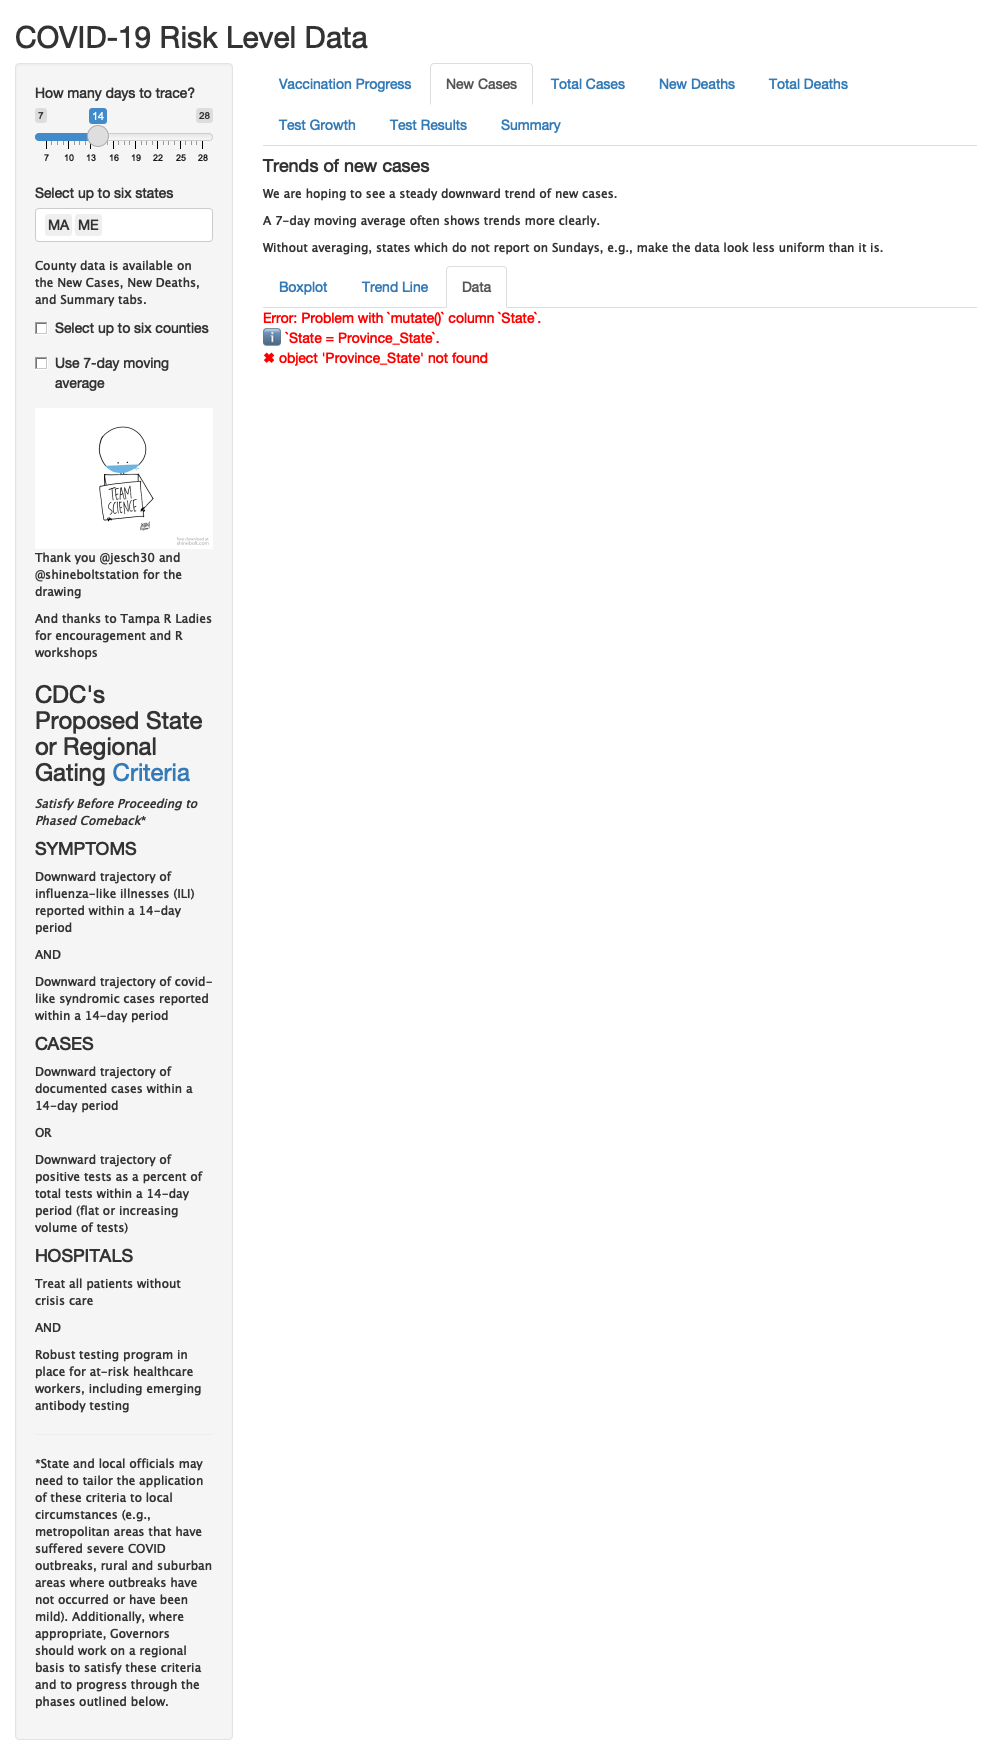 COVID-19 Risk Level Data
How many days to trace?
7 14 28
7 10 13 16 19 22 25 28
Select up to six states
MA ME
County data is available on
the New Cases, New Deaths,
and Summary tabs.
Select up to six counties
Use 7-day moving
average
TEAM
SCIENCE
free download at
shinebolt.com
Thank you @jesch30 and
@shineboltstation for the
drawing
And thanks to Tampa R Ladies
for encouragement and R
workshops
CDC's
Proposed State
or Regional
Gating Criteria
Satisfy Before Proceeding to
Phased Comeback*
SYMPTOMS
Downward trajectory of
influenza-like illnesses (ILI)
reported within a 14-day
period
AND
Downward trajectory of covid-
like syndromic cases reported
within a 14-day period
CASES
Downward trajectory of
documented cases within a
14-day period
OR
Downward trajectory of
positive tests as a percent of
total tests within a 14-day
period (flat or increasing
volume of tests)
HOSPITALS
Treat all patients without
crisis care
AND
Robust testing program in
place for at-risk healthcare
workers, including emerging
antibody testing
*State and local officials may
need to tailor the application
of these criteria to local
circumstances (e.g.,
metropolitan areas that have
suffered severe COVID
outbreaks, rural and suburban
areas where outbreaks have
not occurred or have been
mild). Additionally, where
appropriate, Governors
should work on a regional
basis to satisfy these criteria
and to progress through the
phases outlined below.
Vaccination Progress New Cases Total Cases New Deaths Total Deaths
Test Growth Test Results Summary
Trends of new cases
We are hoping to see a steady downward trend of new cases.
A 7-day moving average often shows trends more clearly.
Without averaging, states which do not report on Sundays, e.g., make the data look less uniform than it is.
Boxplot Trend Line Data
Error: Problem with `mutate()` column `State`.
ℹ `State = Province_State`.
✖ object 'Province_State' not found